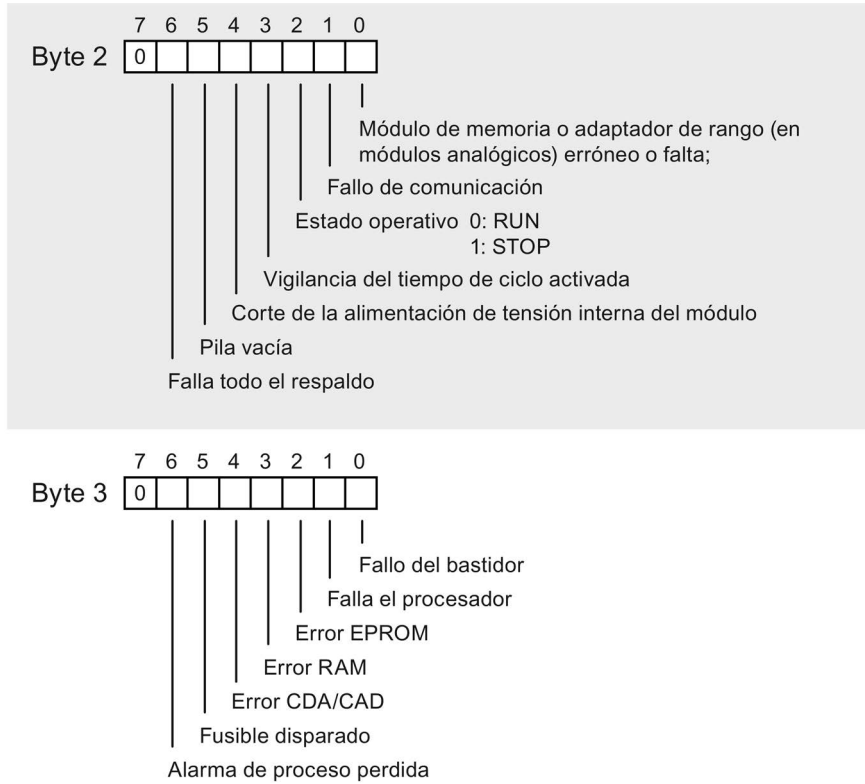 7 6 5 4 3 2 1 0
Byte 2 0
Módulo de memoria o adaptador de rango (en
módulos analógicos) erróneo o falta;
Fallo de comunicación
Estado operativo 0: RUN
1: STOP
Vigilancia del tiempo de ciclo activada
Corte de la alimentación de tensión interna del módulo
Pila vacía
Falla todo el respaldo
7 6 5 4 3 2 1 0
Byte 3 0
Fallo del bastidor
Falla el procesador
Error EPROM
Error RAM
Error CDA/CAD
Fusible disparado
Alarma de proceso perdida